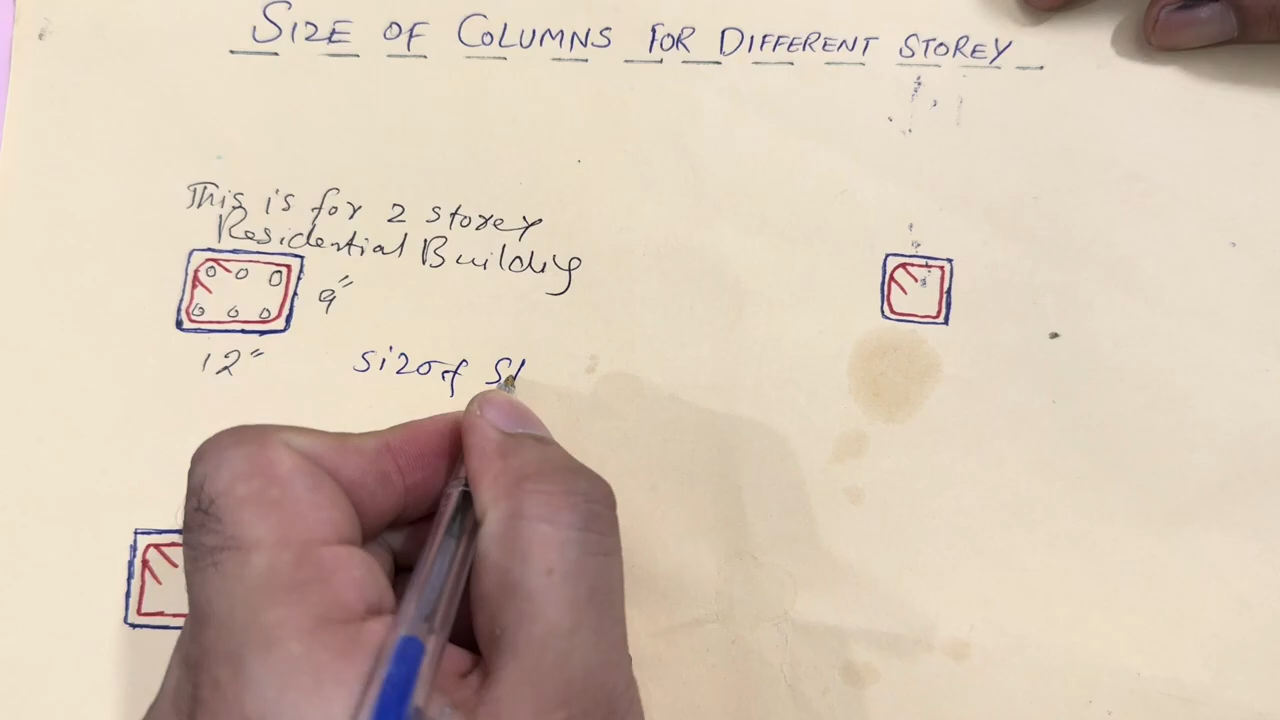 SIZE OF COLUMNS FOR DIFFERENT STOREY
This is for 2 storey
Residential Building
9"
12"
size of